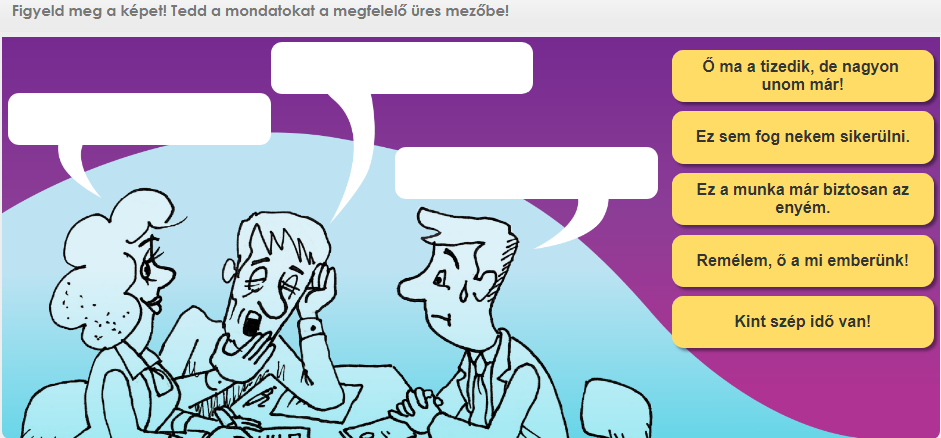 Figyeld meg a képet! Tedd a mondatokat a megfelelő üres mezőbe!
Ő ma a tizedik, de nagyon
unom már!
Ez sem fog nekem sikerülni.
Ez a munka már biztosan az
enyém.
Remélem, ő a mi emberünk!
Kint szép idő van!